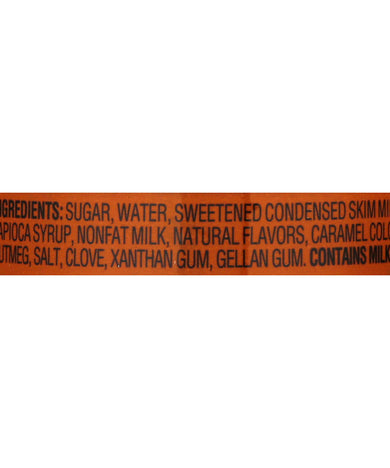 NGREDIENTS: SUGAR, WATER, SWEETENED CONDENSED SKIM MI
APIOCA SYRUP, NONFAT MILK, NATURAL FLAVORS, CARAMEL COLO
UTMEG, SALT, CLOVE, XANTHAN GUM, GELLAN GUM. CONTAINS MILK